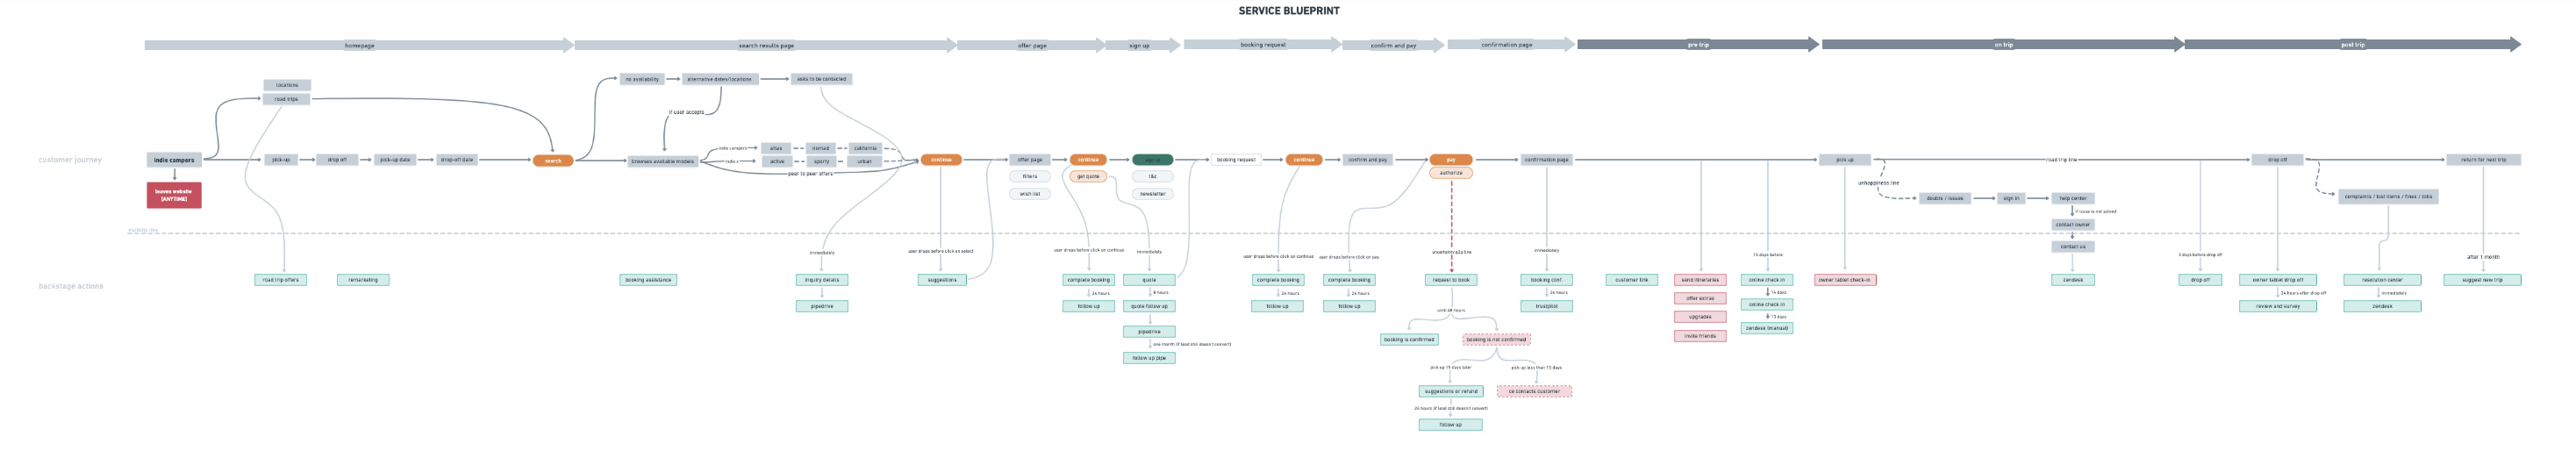 SERVICE BLUEPRINT
homepage
search results page
offer page
sign up
booking request
confirm and pay
confirmation page
pre trip
on trip
post trip
customer journey
indie campers
leaves website
(ANYTIME)
locations
road trips
pick-up
drop off
pick-up date
drop-off date
search
no availability
alternative dates/locations
asks to be contacted
if user accepts
browses available models
indie campers
indie x
atlas
nomad
california
active
sporty
urban
peer to peer offers
continue
offer page
filters
wish list
continue
get quote
t&c
newsletter
booking request
continue
confirm and pay
pay
authorize
confirmation page
pick up
road trip line
unhappiness line
doubts / issues
sign in
help center
if issue is not solved
contact owner
contact us
drop off
complaints / lost items / fines / tolls
return for next trip
visibility line
backstage actions
road trip offers
remarketing
booking assistance
immediately
inquiry details
pipedrive
user drops before click on select
suggestions
user drops before click on continue
complete booking
24 hours
follow up
immediately
quote
8 hours
quote follow up
pipedrive
one month (if lead still doesn't convert)
follow up pipe
user drops before click on continue
complete booking
24 hours
follow up
user drops before click on pay
complete booking
24 hours
follow up
uncertainty p2p line
request to book
booking is confirmed
booking is not confirmed
pick-up less than 15 days
suggestions or refund
cs contacts customer
24 hours (if lead still doesn't convert)
follow up
immediately
booking conf.
24 hours
trustpilot
customer link
send itineraries
offer extras
upgrades
invite friends
15 days before
online check in
14 days
online check in
13 days
zendesk (manual)
owner tablet check-in
zendesk
3 days before drop off
drop off
owner tablet drop off
24 hours after drop off
review and survey
resolution center
immediately
zendesk
after 1 month
suggest new trip